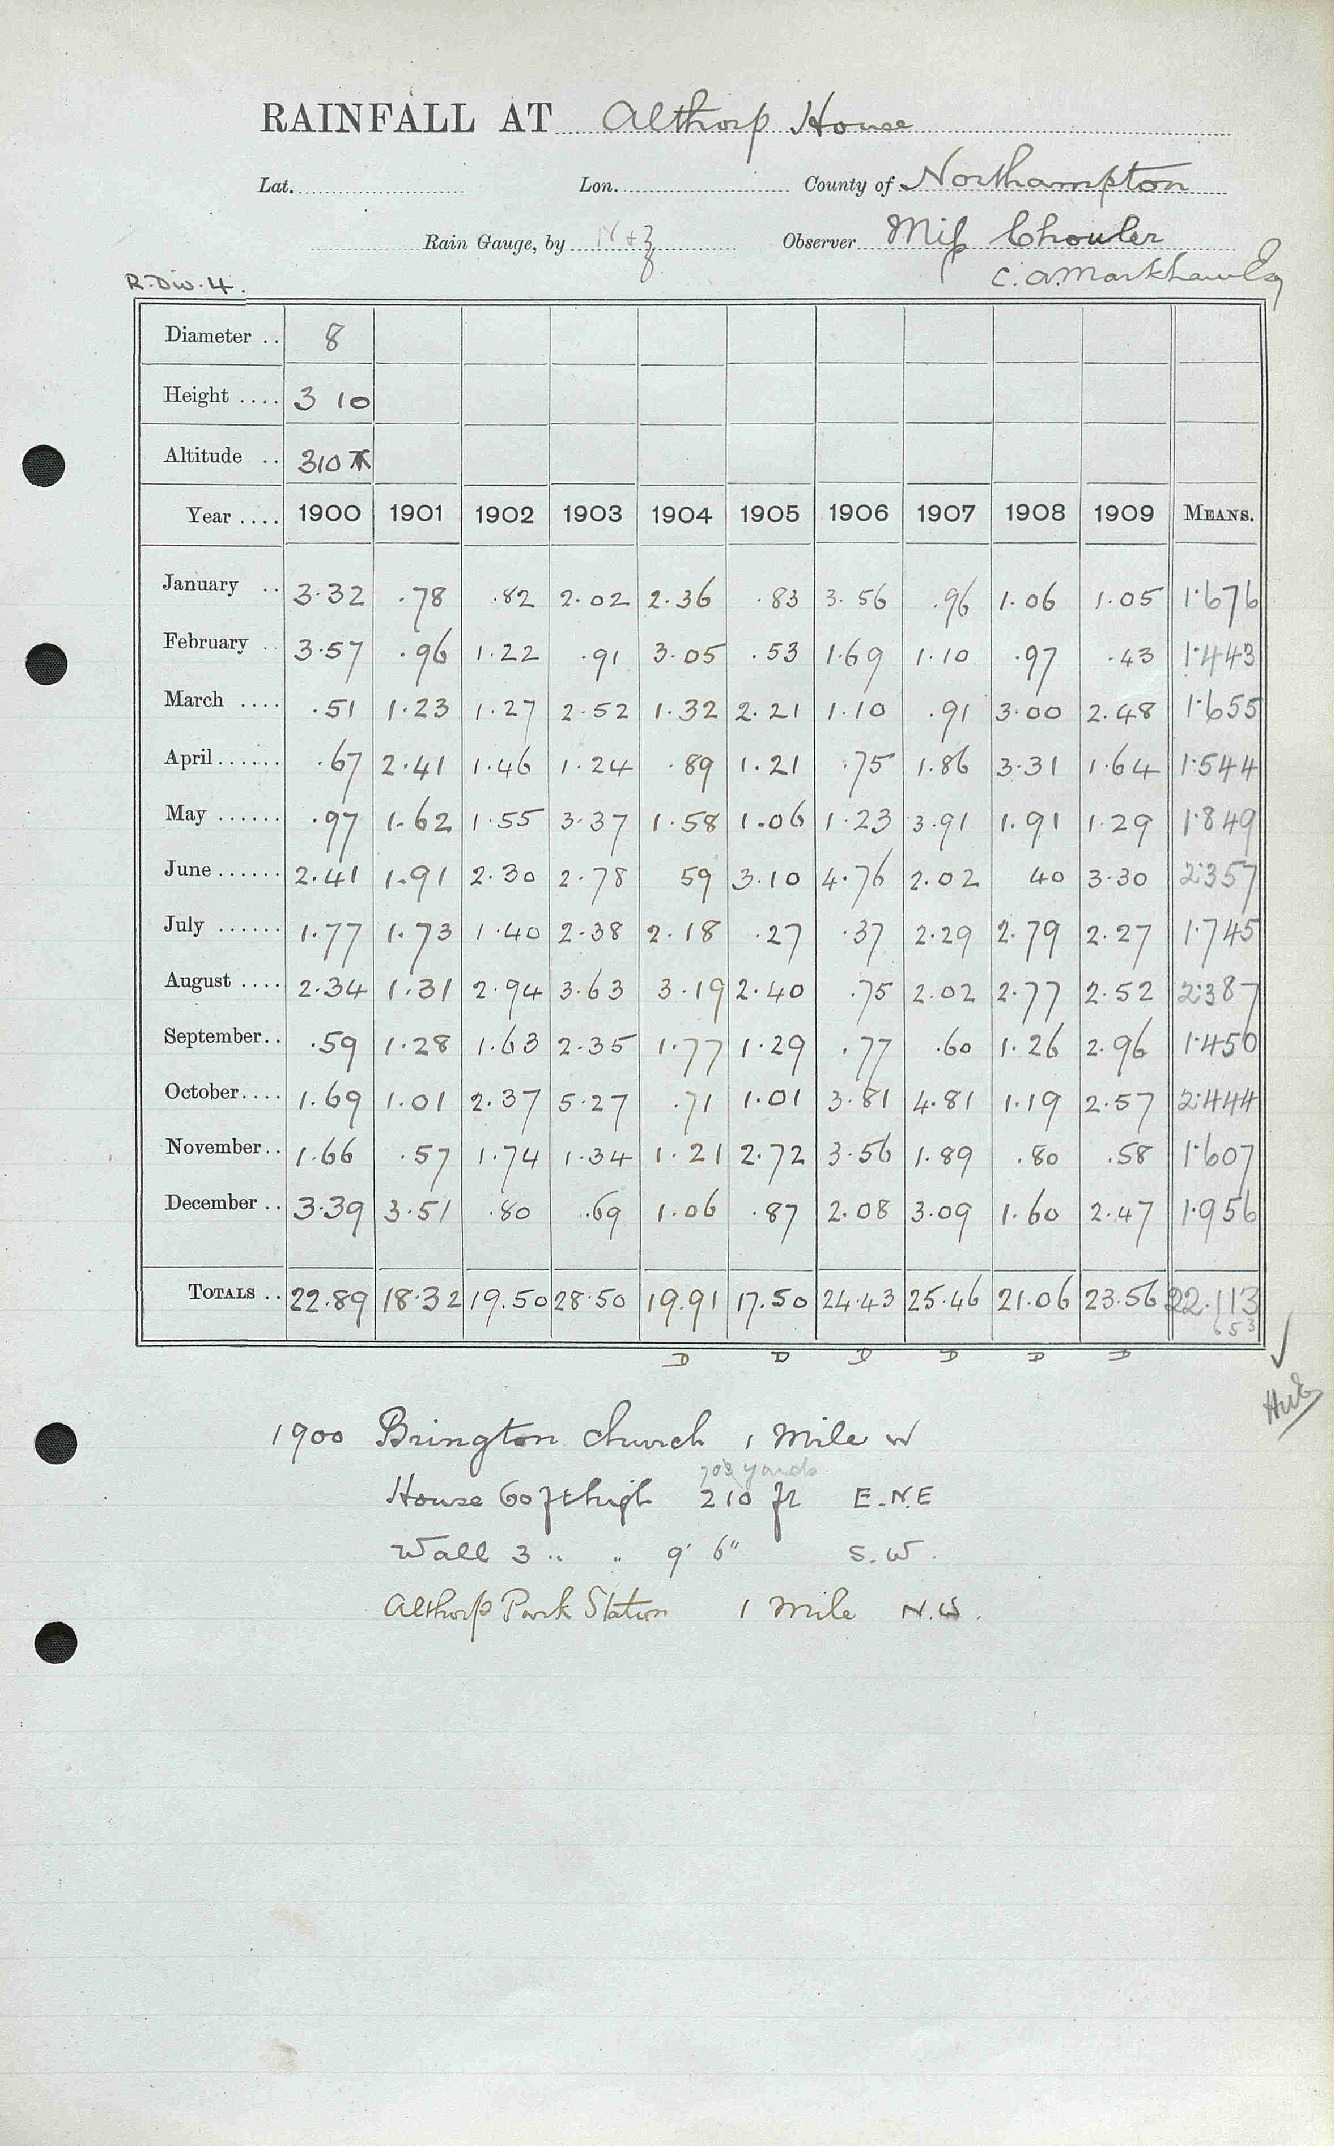 RAINFALL AT Althorp House
Lat. Lon. County of Northampton
Rain Gauge, by Observer Miss Chouler
C. A. Markham Esq
R. Div. 4.
Diameter .. 8
Height .... 3 10
Altitude .. 310
Year .... 1900 1901 1902 1903 1904 1905 1906 1907 1908 1909 MEANS.
January .. 3.32 .78 .82 2.02 2.36 .83 3.56 .96 1.06 1.05 1.676
February .. 3.57 .96 1.22 .91 3.05 .53 1.69 1.10 .97 .43 1.443
March .... .51 1.23 1.27 2.52 1.32 2.21 1.10 .91 3.00 2.48 1.655
April...... .67 2.41 1.46 1.24 .89 1.21 .75 1.86 3.31 1.64 1.544
May ...... .97 1.62 1.55 3.37 1.58 1.06 1.23 3.91 1.91 1.29 1.849
June ...... 2.41 1.91 2.30 2.78 59 3.10 4.76 2.02 40 3.30 2.357
July ...... 1.77 1.73 1.40 2.38 2.18 .27 .37 2.29 2.79 2.27 1.745
August .... 2.34 1.31 2.94 3.63 3.19 2.40 .75 2.02 2.77 2.52 2.387
September.. .59 1.28 1.63 2.35 1.77 1.29 .77 .60 1.26 2.96 1.450
October.... 1.69 1.01 2.37 5.27 .71 1.01 3.81 4.81 1.19 2.57 2.444
November.. 1.66 .57 1.74 1.34 1.21 2.72 3.56 1.89 .80 .58 1.607
December .. 3.39 3.51 .80 .69 1.06 .87 2.08 3.09 1.60 2.47 1.956
TOTALS .. 22.89 18.32 19.50 28.50 19.91 17.50 24.43 25.46 21.06 23.56 22.113
653
D D D D D D
1900 Brington church 1 Mile W
yards
House 60 ft high 210 ft E.N.E
Wall 3 " " 9' 6" S.W.
Althorp Park Station 1 Mile N.W.